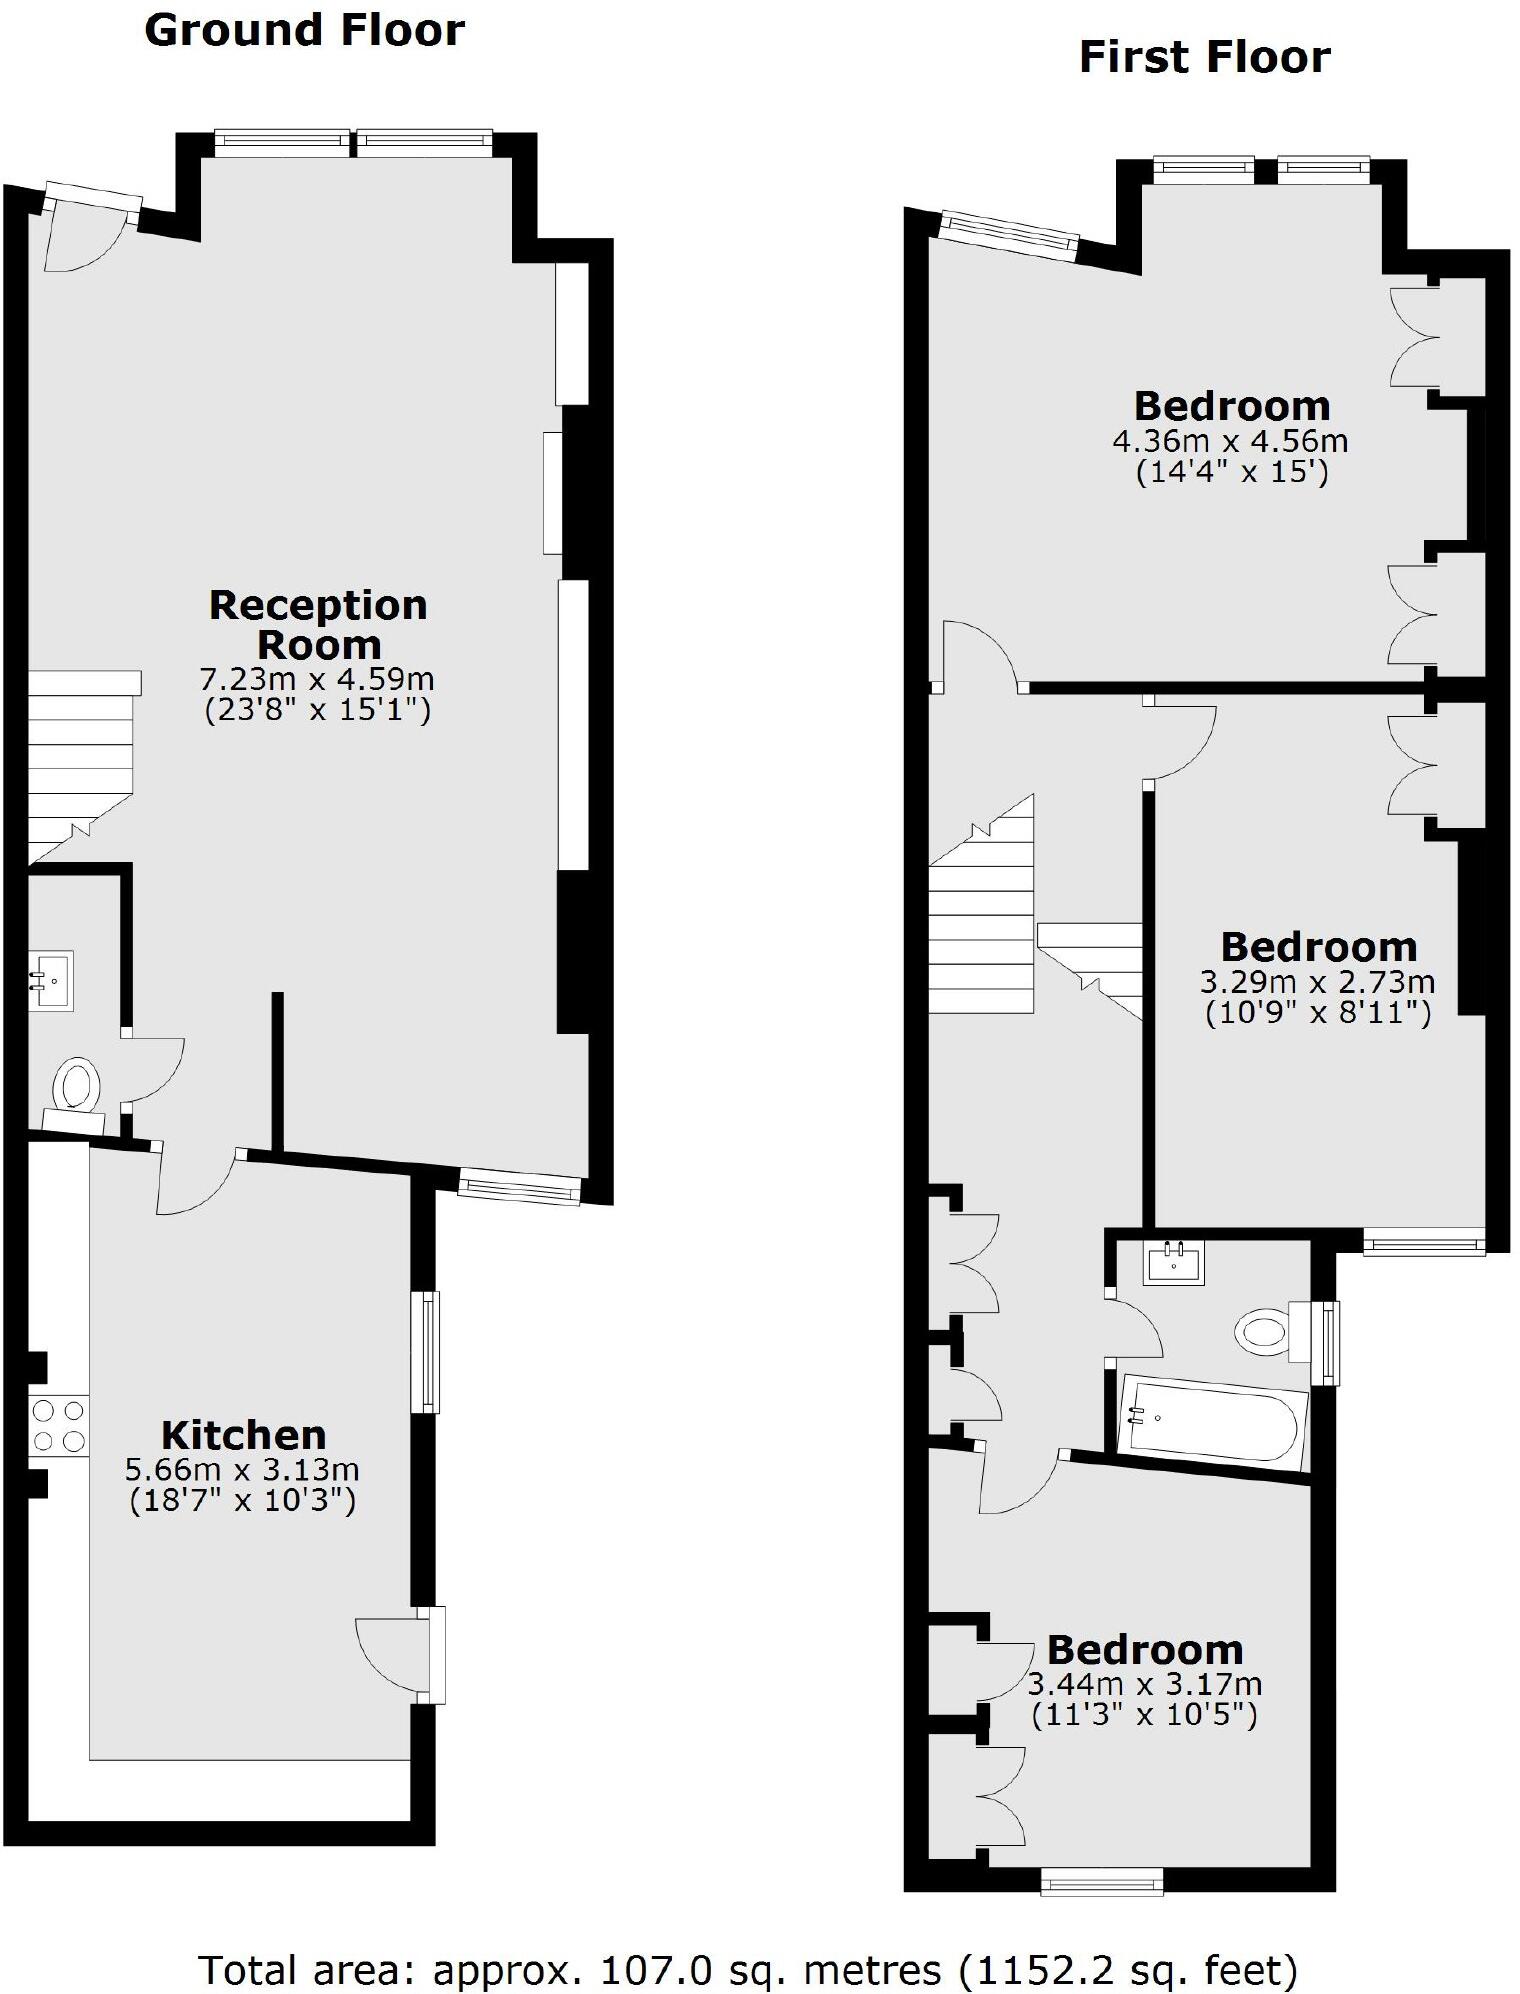 Ground Floor
First Floor
Reception
Room
7.23m x 4.59m
(23'8" x 15'1")
Kitchen
5.66m x 3.13m
(18'7" x 10'3")
Bedroom
4.36m x 4.56m
(14'4" x 15')
Bedroom
3.29m x 2.73m
(10'9" x 8'11")
Bedroom
3.44m x 3.17m
(11'3" x 10'5")
Total area: approx. 107.0 sq. metres (1152.2 sq. feet)